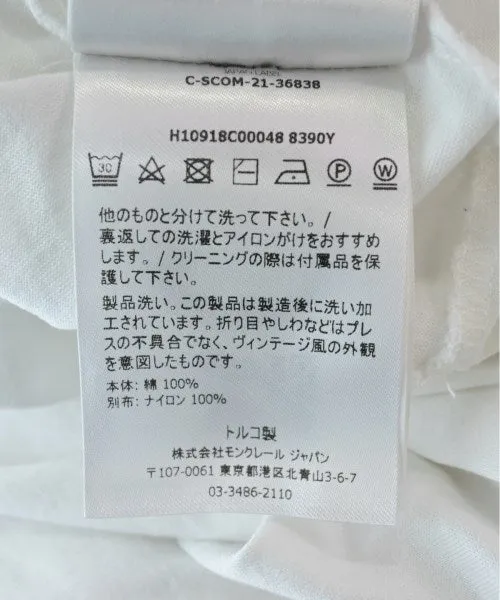 JAPAN LABEL
C-SCOM-21-36838
H10918C00048 8390Y
30
P
W
他のものと分けて洗って下さい。/
裏返しての洗濯とアイロンがけをおすすめ
します。/ クリーニングの際は付属品を保
護して下さい。
製品洗い。この製品は製造後に洗い加
工されています。折り目やしわなどはプレ
スの不具合でなく、ヴィンテージ風の外観
を意図したものです。
本体: 綿 100%
別布: ナイロン 100%
トルコ製
株式会社モンクレール ジャパン
〒107-0061 東京都港区北青山3-6-7
03-3486-2110